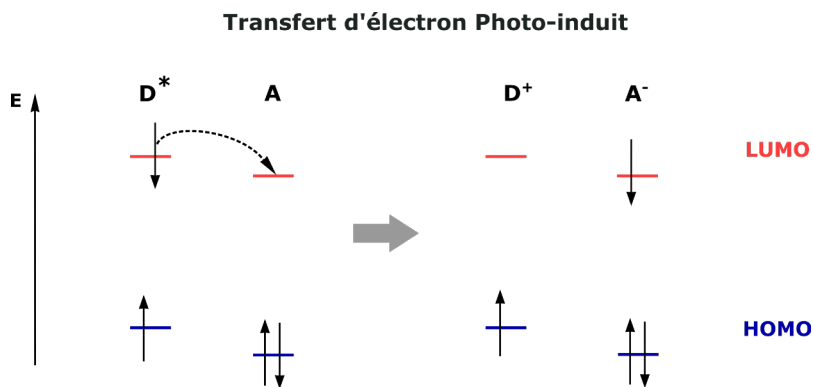 Transfert d'électron Photo-induit
E
D* A D⁺ A⁻
LUMO
HOMO